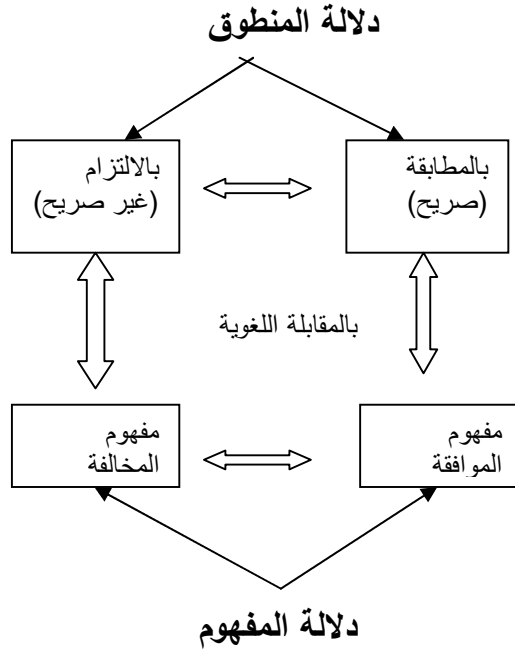 دلالة المنطوق
بالمطابقة
(صريح)
بالالتزام
(غير صريح)
بالمقابلة اللغوية
مفهوم
الموافقة
مفهوم
المخالفة
دلالة المفهوم